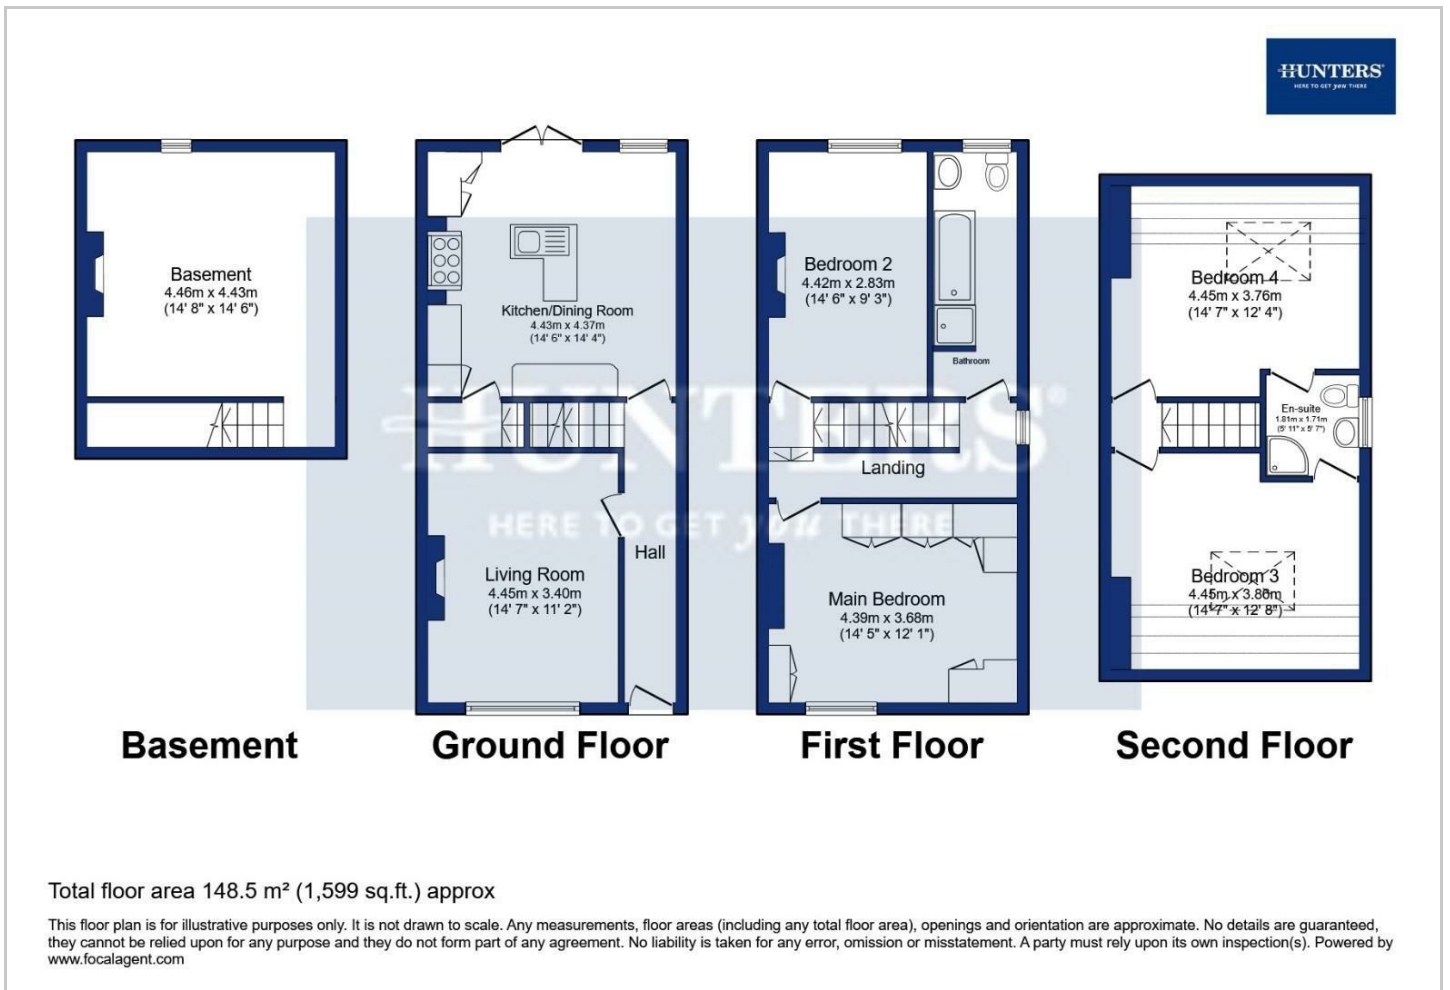 HUNTERS®
HERE TO GET you THERE
Basement
4.46m x 4.43m
(14' 8" x 14' 6")
Kitchen/Dining Room
4.43m x 4.37m
(14' 6" x 14' 4")
Living Room
4.45m x 3.40m
(14' 7" x 11' 2")
Hall
Bedroom 2
4.42m x 2.83m
(14' 6" x 9' 3")
Bathroom
Landing
Main Bedroom
4.39m x 3.68m
(14' 5" x 12' 1")
Bedroom 4
4.45m x 3.76m
(14' 7" x 12' 4")
En-suite
1.81m x 1.71m
(5' 11" x 5' 7")
Bedroom 3
4.45m x 3.86m
(14' 7" x 12' 8")
HUNTERS®
HERE TO GET you THERE
Basement
Ground Floor
First Floor
Second Floor
Total floor area 148.5 m² (1,599 sq.ft.) approx
This floor plan is for illustrative purposes only. It is not drawn to scale. Any measurements, floor areas (including any total floor area), openings and orientation are approximate. No details are guaranteed,
they cannot be relied upon for any purpose and they do not form part of any agreement. No liability is taken for any error, omission or misstatement. A party must rely upon its own inspection(s). Powered by
www.focalagent.com